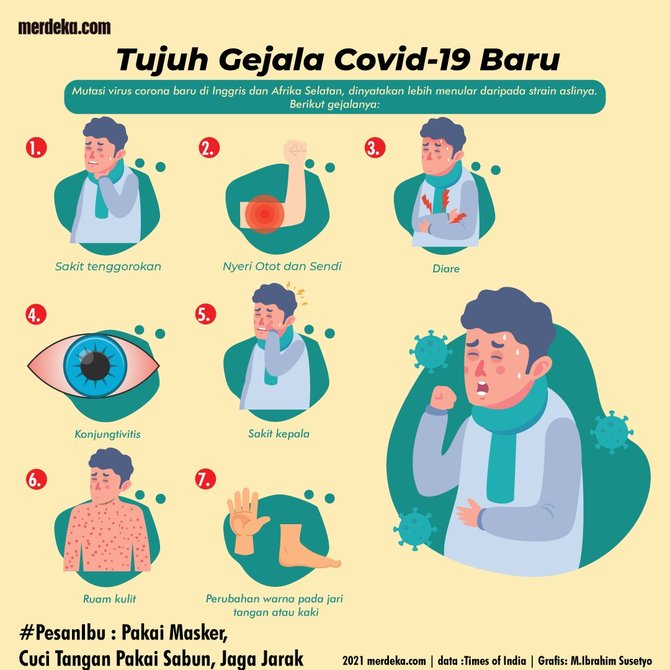 merdeka.com
Tujuh Gejala Covid-19 Baru
Mutasi virus corona baru di Inggris dan Afrika Selatan, dinyatakan lebih menular daripada strain aslinya.
Berikut gejalanya:
1.
Sakit tenggorokan
2.
Nyeri Otot dan Sendi
3.
Diare
4.
Konjungtivitis
5.
Sakit kepala
6.
Ruam kulit
7.
Perubahan warna pada jari
tangan atau kaki
#PesanIbu : Pakai Masker,
Cuci Tangan Pakai Sabun, Jaga Jarak
2021 merdeka.com | data :Times of India | Grafis: M.Ibrahim Susetyo